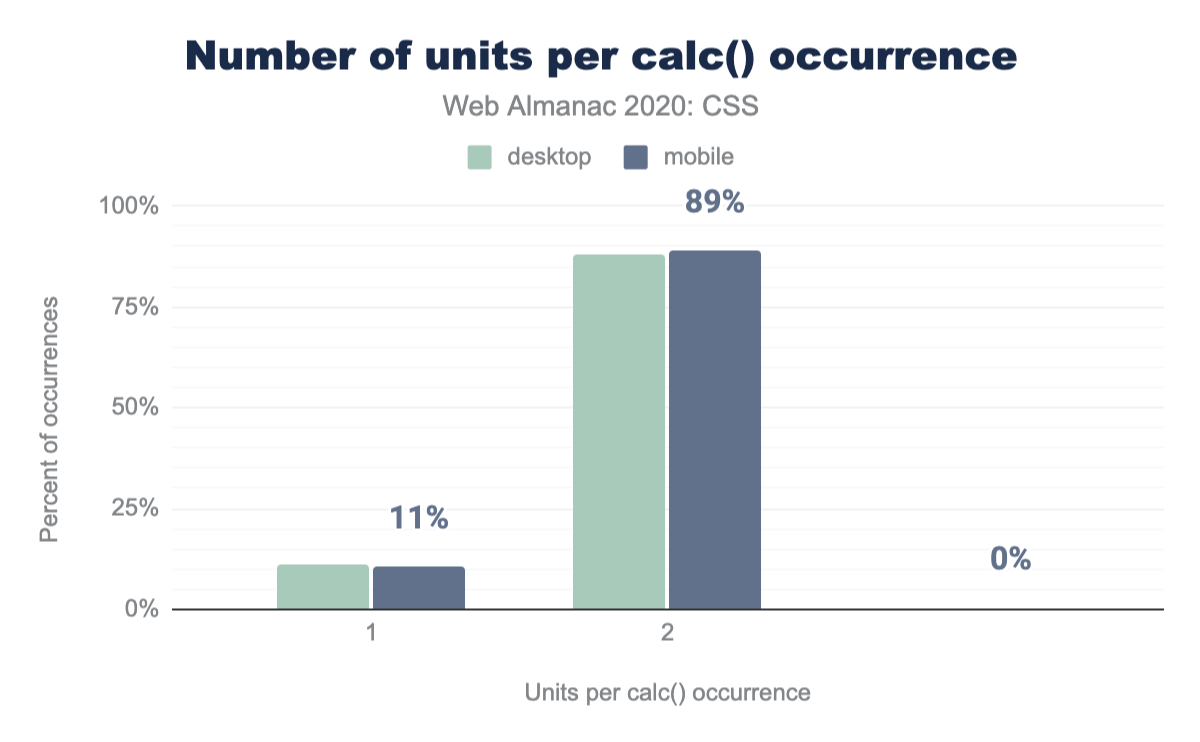 Number of units per calc() occurrence
Web Almanac 2020: CSS
desktop mobile
Percent of occurrences
100%
75%
50%
25%
0%
11%
89%
0%
1 2
Units per calc() occurrence